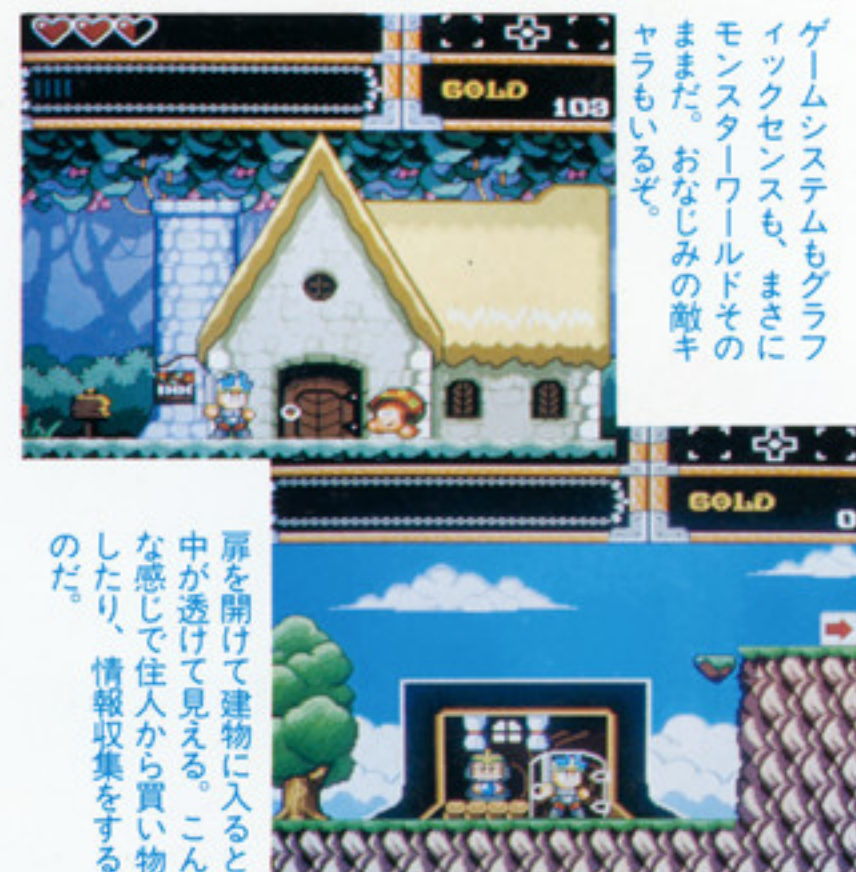 ゲームシステムもグラフ
ィックセンスも、まさに
モンスターワールドその
ままだ。おなじみの敵キ
ャラもいるぞ。
GOLD
103
INN
GOLD
0
扉を開けて建物に入ると
中が透けて見える。こん
な感じで住人から買い物
したり、情報収集をする
のだ。